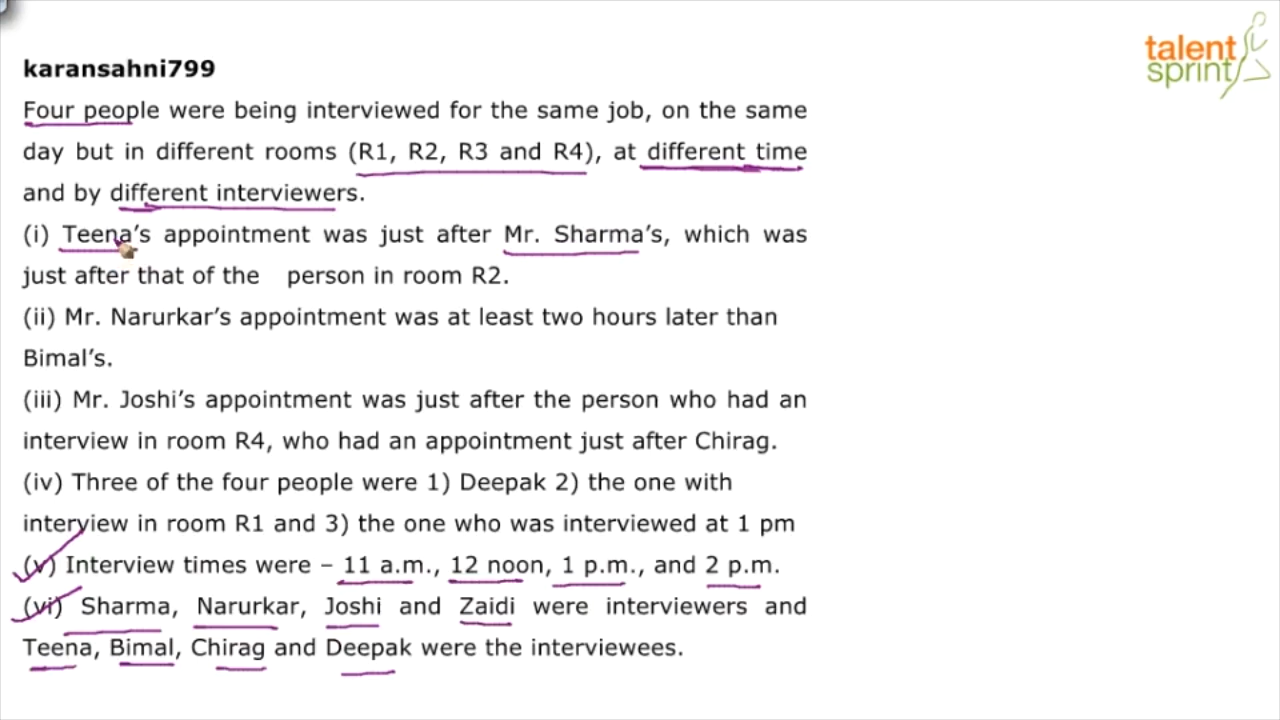 talent
sprint
karansahni799
Four people were being interviewed for the same job, on the same
day but in different rooms (R1, R2, R3 and R4), at different time
and by different interviewers.
(i) Teena’s appointment was just after Mr. Sharma’s, which was
just after that of the person in room R2.
(ii) Mr. Narurkar’s appointment was at least two hours later than
Bimal’s.
(iii) Mr. Joshi’s appointment was just after the person who had an
interview in room R4, who had an appointment just after Chirag.
(iv) Three of the four people were 1) Deepak 2) the one with
interview in room R1 and 3) the one who was interviewed at 1 pm
(v) Interview times were – 11 a.m., 12 noon, 1 p.m., and 2 p.m.
(vi) Sharma, Narurkar, Joshi and Zaidi were interviewers and
Teena, Bimal, Chirag and Deepak were the interviewees.